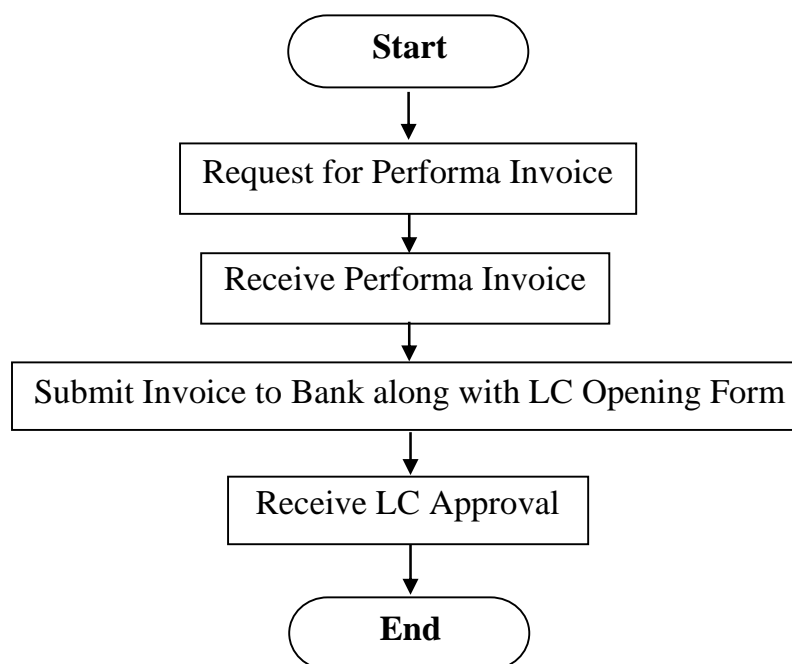 Start
Request for Performa Invoice
Receive Performa Invoice
Submit Invoice to Bank along with LC Opening Form
Receive LC Approval
End